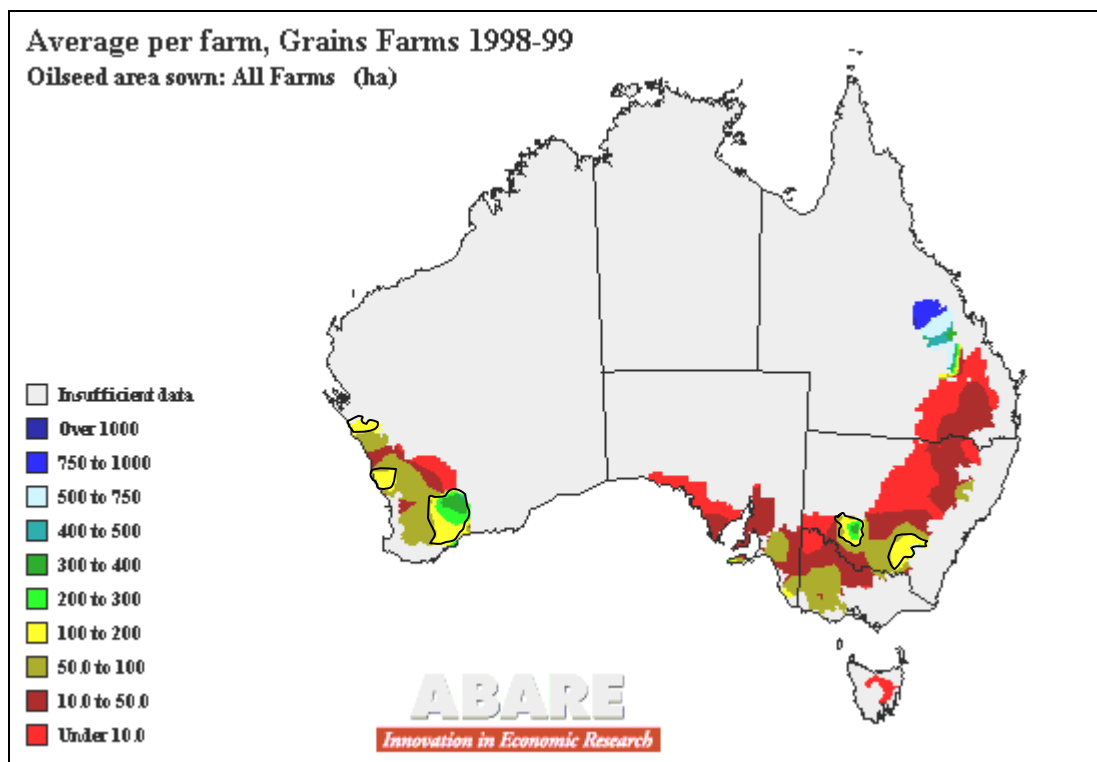 Average per farm, Grains Farms 1998-99
Oilseed area sown: All Farms (ha)
Insufficient data
Over 1000
750 to 1000
500 to 750
400 to 500
300 to 400
200 to 300
100 to 200
50.0 to 100
10.0 to 50.0
Under 10.0
ABARE
Innovation in Economic Research